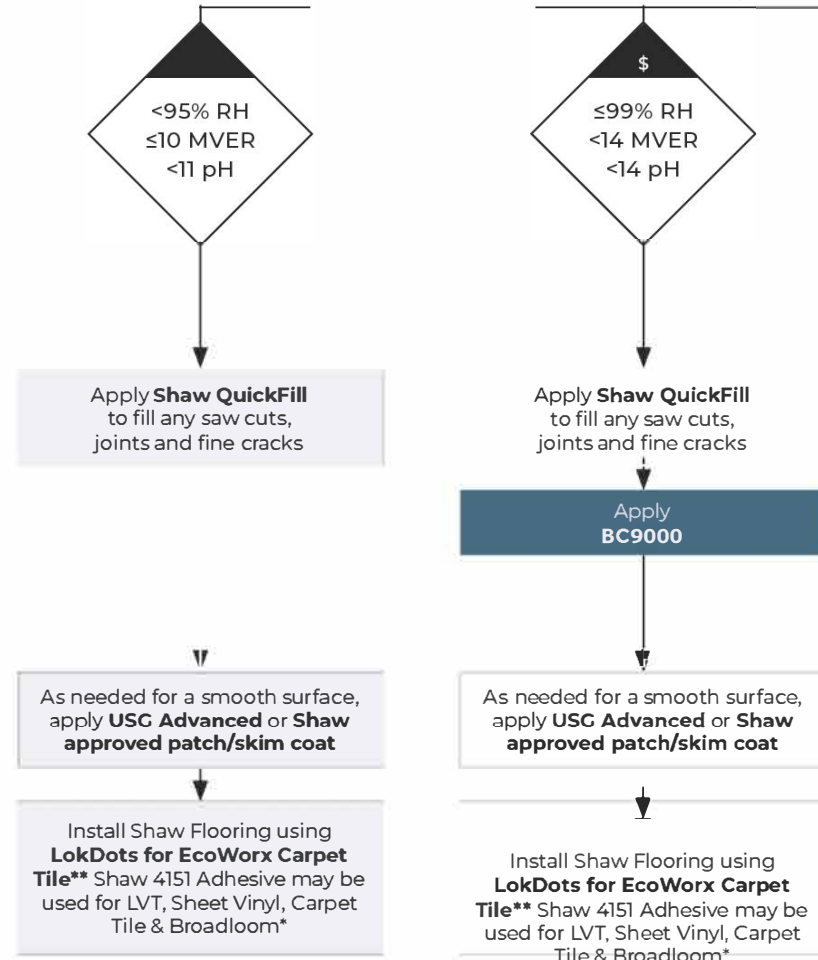 <95% RH
≤10 MVER
<11 pH
Apply Shaw QuickFill
to fill any saw cuts,
joints and fine cracks
As needed for a smooth surface,
apply USG Advanced or Shaw
approved patch/skim coat
Install Shaw Flooring using
LokDots for EcoWorx Carpet
Tile** Shaw 4151 Adhesive may be
used for LVT, Sheet Vinyl, Carpet
Tile & Broadloom*
$
≤99% RH
<14 MVER
<14 pH
Apply Shaw QuickFill
to fill any saw cuts,
joints and fine cracks
Apply
BC9000
As needed for a smooth surface,
apply USG Advanced or Shaw
approved patch/skim coat
Install Shaw Flooring using
LokDots for EcoWorx Carpet
Tile** Shaw 4151 Adhesive may be
used for LVT, Sheet Vinyl, Carpet
Tile & Broadloom*